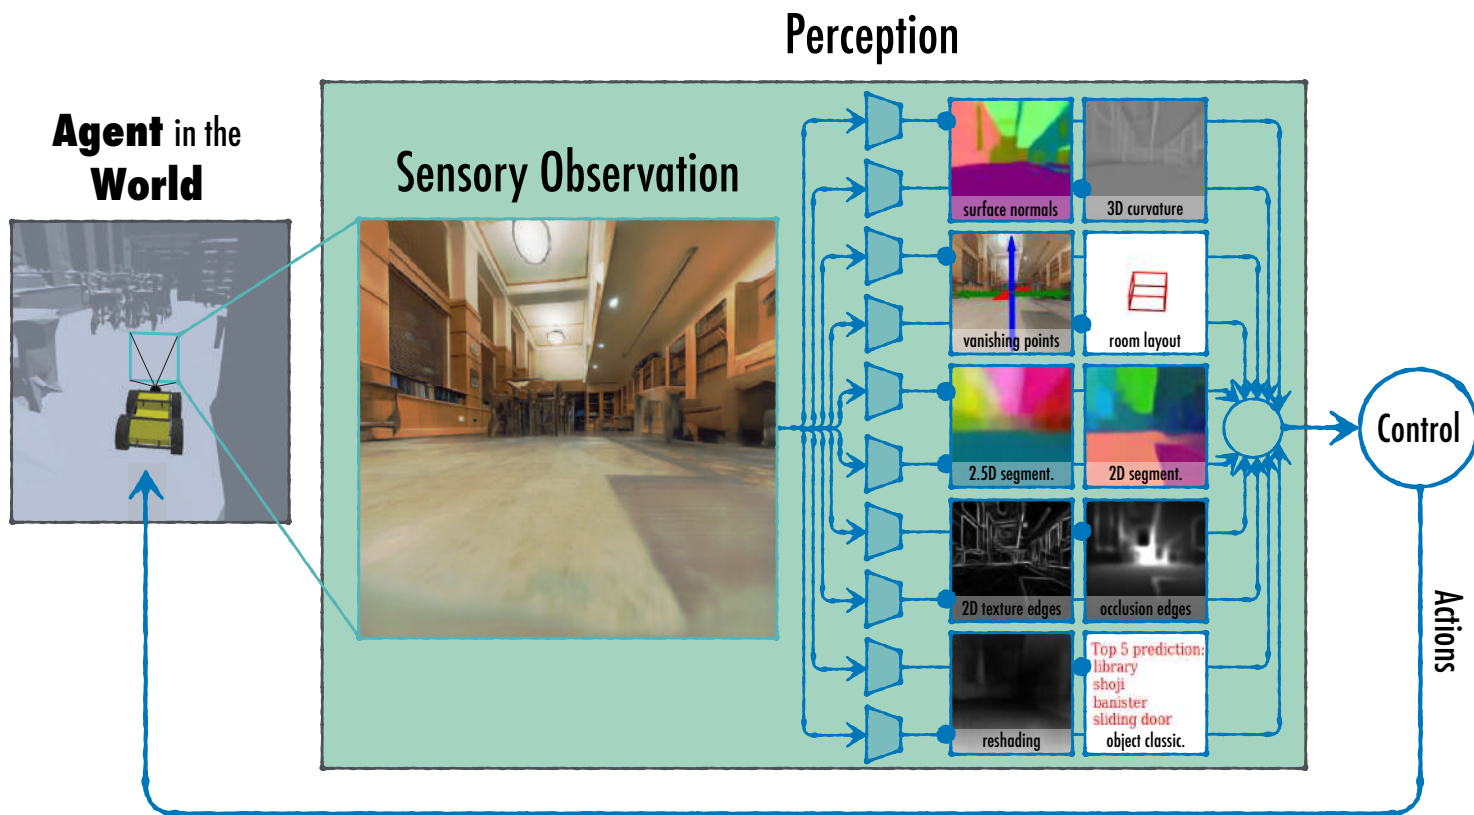 Perception
Agent in the
World
Sensory Observation
surface normals
3D curvature
vanishing points
room layout
2.5D segment.
2D segment.
2D texture edges
occlusion edges
reshading
Top 5 prediction:
library
shoji
banister
sliding door
object classic.
Control
Actions